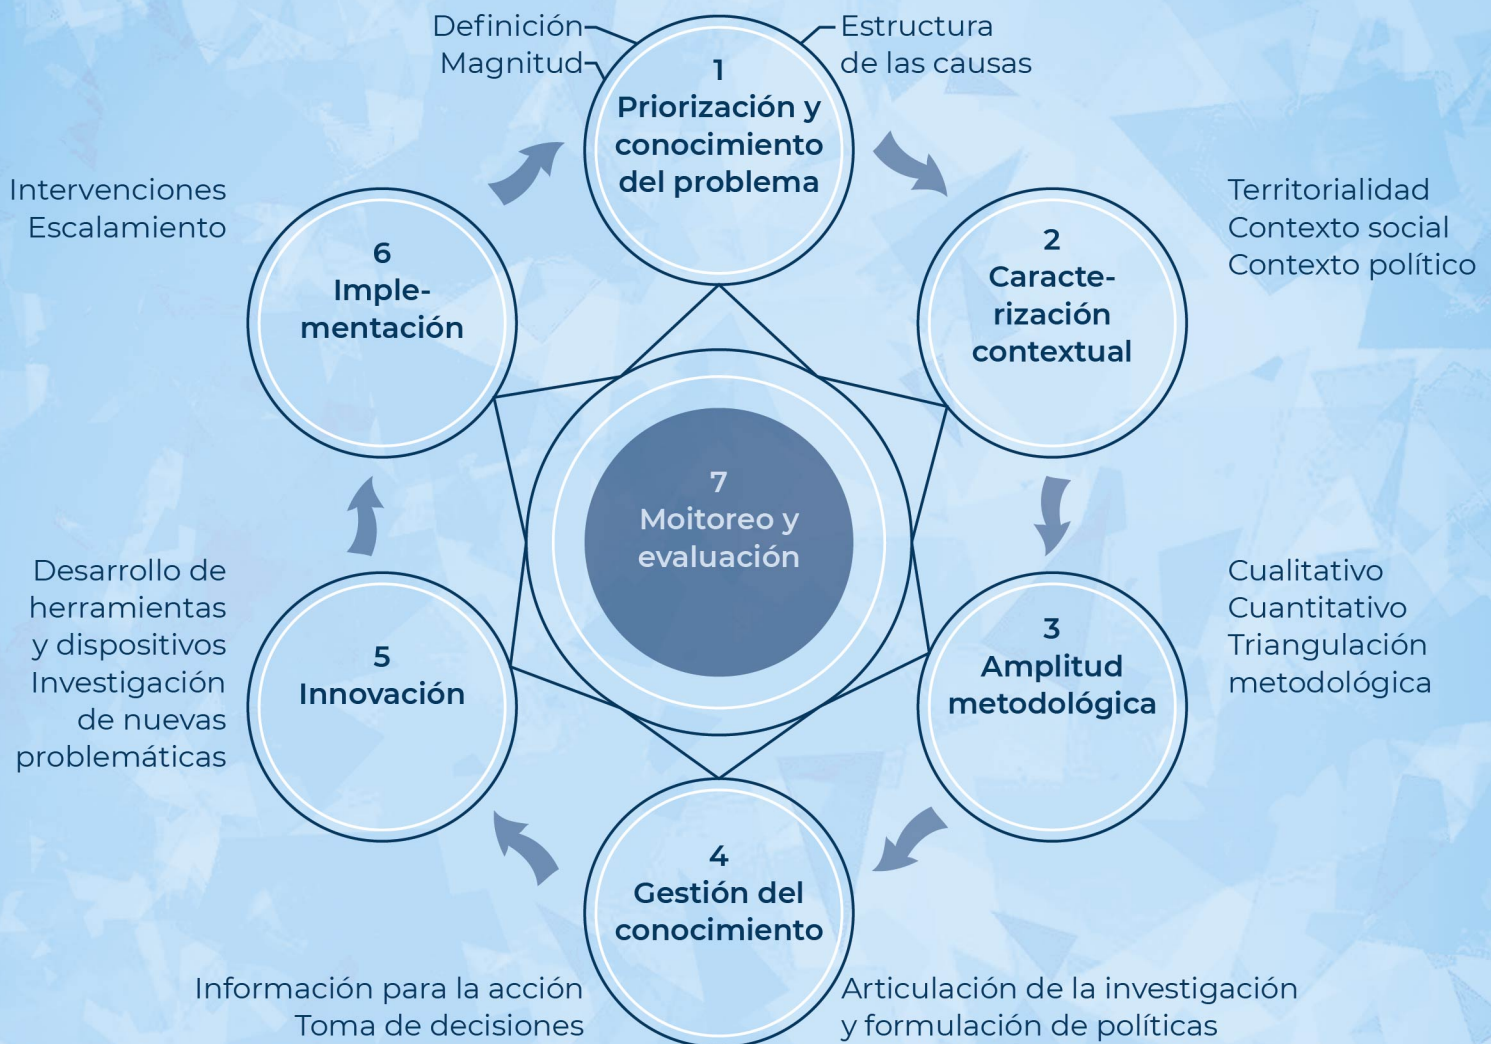 Definición
Magnitud
Estructura
de las causas
1
Priorización y
conocimiento
del problema
Territorialidad
Contexto social
Contexto político
2
Caracte-
rización
contextual
Cualitativo
Cuantitativo
Triangulación
metodológica
3
Amplitud
metodológica
4
Gestión del
conocimiento
Información para la acción
Toma de decisiones
Articulación de la investigación
y formulación de políticas
5
Innovación
Desarrollo de
herramientas
y dispositivos
Investigación
de nuevas
problemáticas
6
Imple-
mentación
Intervenciones
Escalamiento
7
Moitoreo y
evaluación